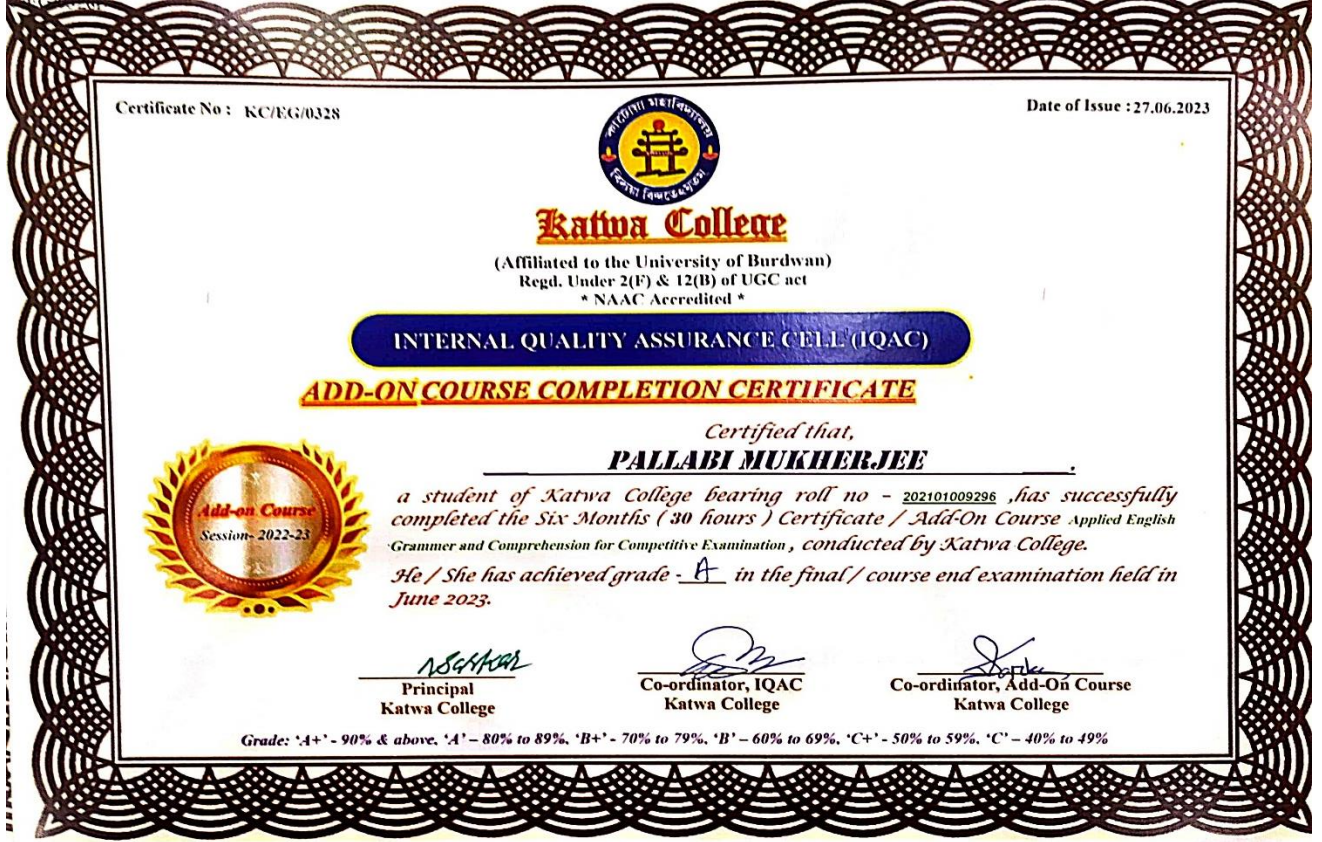 Certificate No : KC/EG/0328
Date of Issue : 27.06.2023
কাটোয়া মহাবিদ্যালয়
Katwa College
(Affiliated to the University of Burdwan)
Regd. Under 2(F) & 12(B) of UGC act
* NAAC Accredited *
INTERNAL QUALITY ASSURANCE CELL (IQAC)
ADD-ON COURSE COMPLETION CERTIFICATE
Certified that,
PALLABI MUKHERJEE .
a student of Katwa College bearing roll no - 202101009296 ,has successfully
completed the Six Months ( 30 hours ) Certificate / Add-On Course Applied English
Grammer and Comprehension for Competitive Examination , conducted by Katwa College.
He / She has achieved grade - A in the final / course end examination held in
June 2023.
Add-on Course
Session- 2022-23
NSarkar
Principal
Katwa College
Co-ordinator, IQAC
Katwa College
Co-ordinator, Add-On Course
Katwa College
Grade: ‘A+’ - 90% & above, ‘A’ – 80% to 89%, ‘B+’ - 70% to 79%, ‘B’ – 60% to 69%, ‘C+’ - 50% to 59%, ‘C’ – 40% to 49%